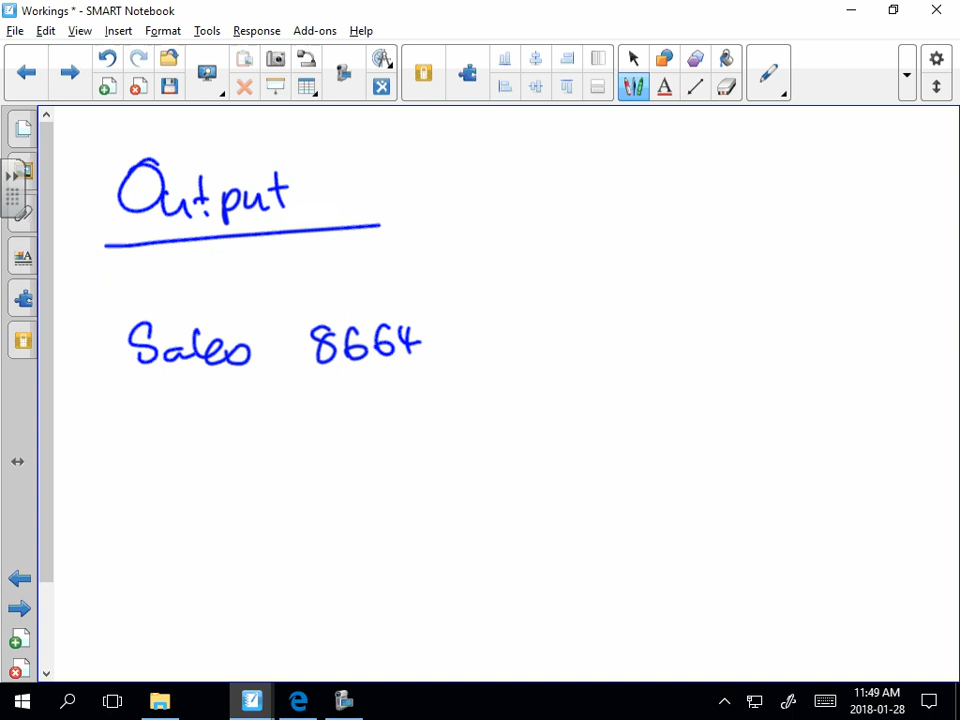 Workings * - SMART Notebook
File Edit View Insert Format Tools Response Add-ons Help
Output
Sales 8664
11:49 AM
2018-01-28